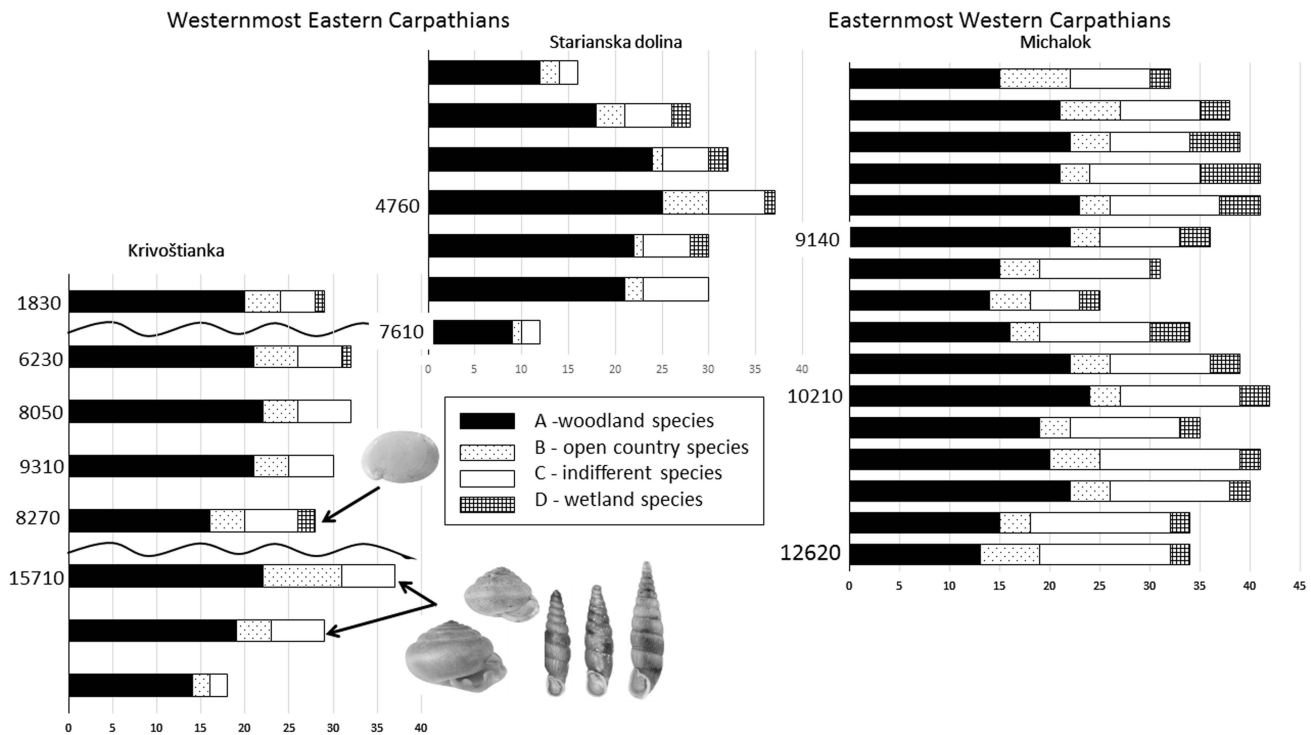 Westernmost Eastern Carpathians
Easternmost Western Carpathians
Starianska dolina
Michalok
Krivoštianka
4760
7610
0 5 10 15 20 25 30 35 40
1830
6230
8050
9310
8270
15710
0 5 10 15 20 25 30 35 40
A -woodland species
B - open country species
C - indifferent species
D - wetland species
9140
10210
12620
0 5 10 15 20 25 30 35 40 45